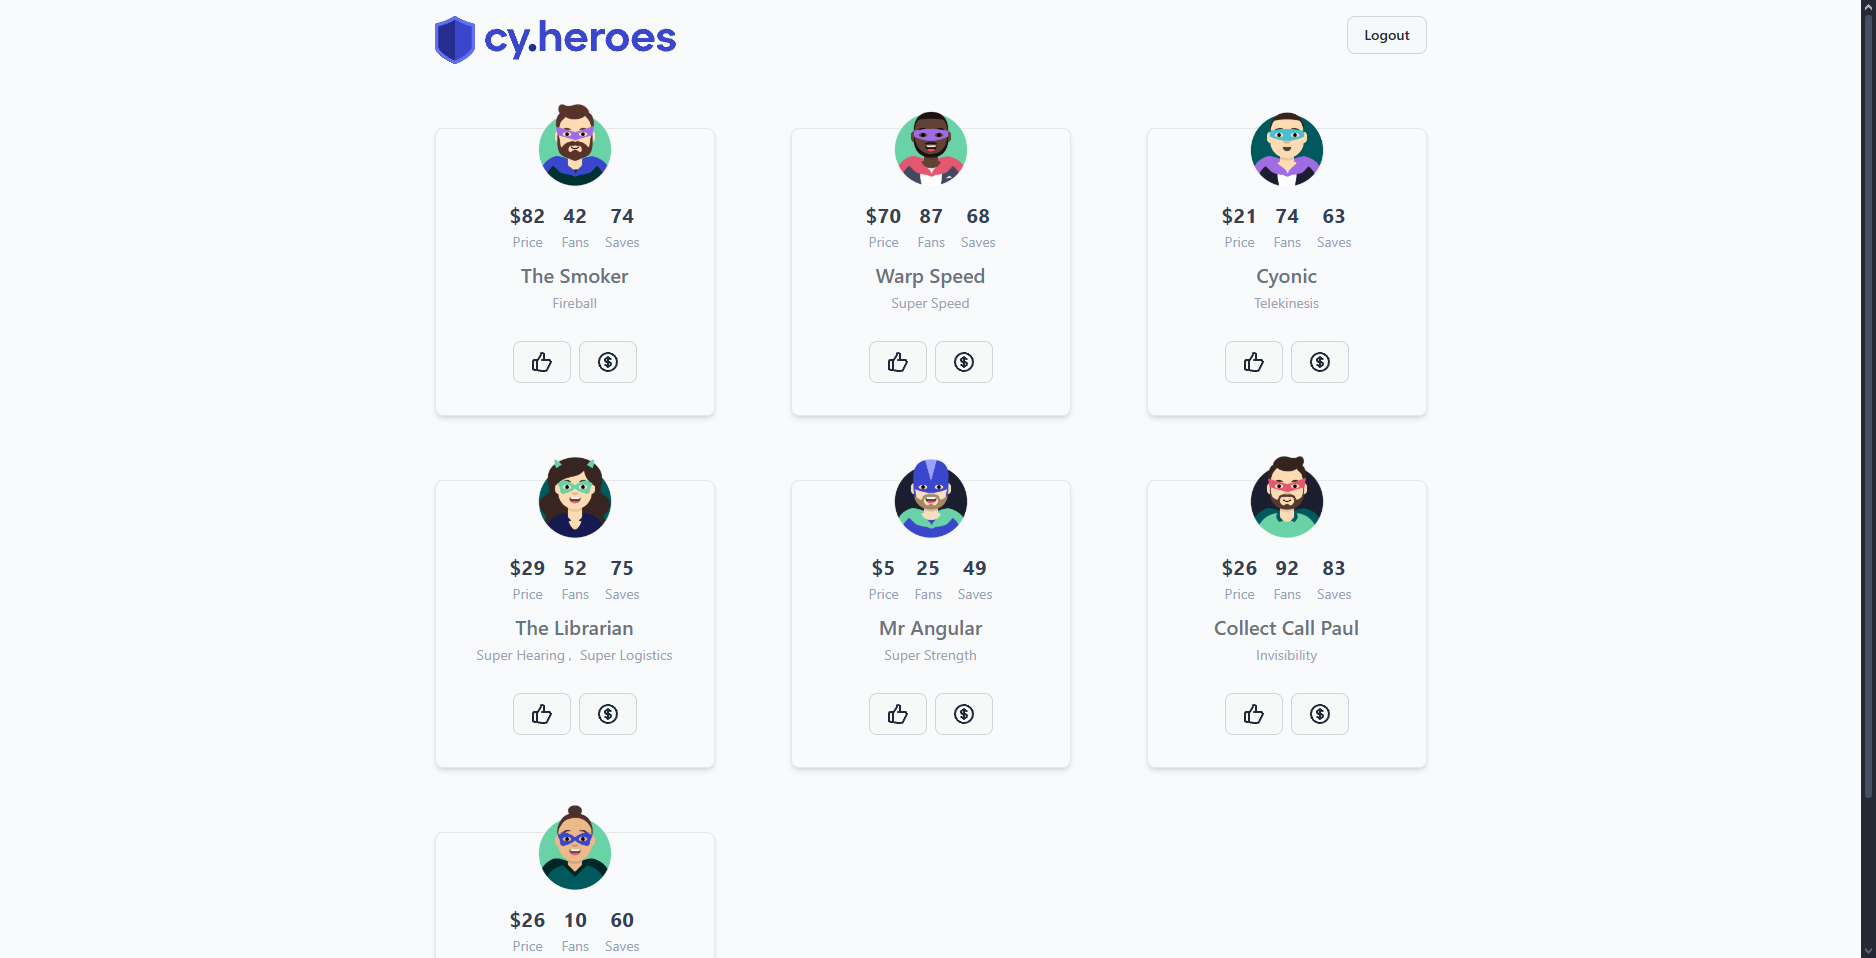 cy.heroes
Logout
$82 42 74
Price Fans Saves
The Smoker
Fireball
$70 87 68
Price Fans Saves
Warp Speed
Super Speed
$21 74 63
Price Fans Saves
Cyonic
Telekinesis
$29 52 75
Price Fans Saves
The Librarian
Super Hearing , Super Logistics
$5 25 49
Price Fans Saves
Mr Angular
Super Strength
$26 92 83
Price Fans Saves
Collect Call Paul
Invisibility
$26 10 60
Price Fans Saves